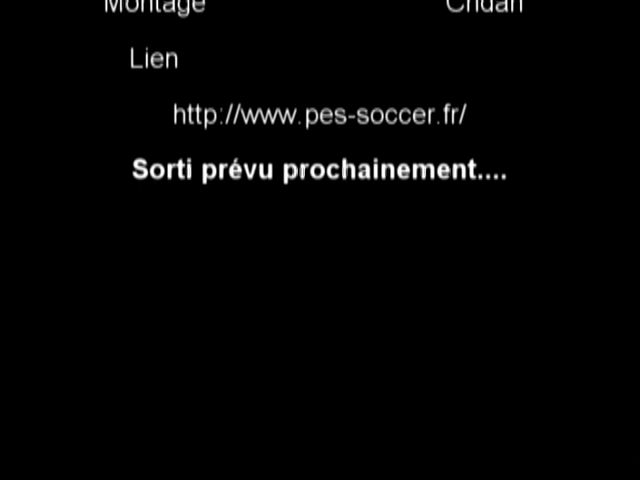 Montage
Lien
http://www.pes-soccer.fr/
Sorti prévu prochainement....